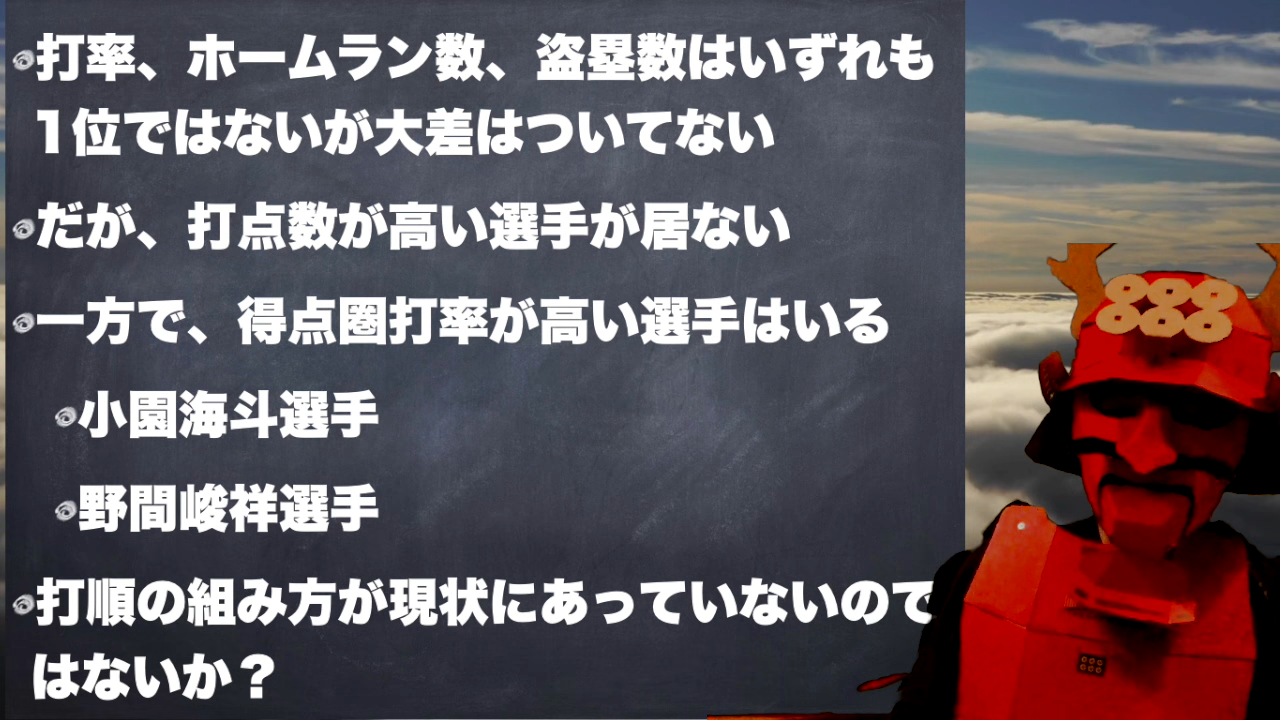 打率、ホームラン数、盗塁数はいずれも
1位ではないが大差はついてない
だが、打点数が高い選手が居ない
一方で、得点圏打率が高い選手はいる
小園海斗選手
野間峻祥選手
打順の組み方が現状にあっていないので
はないか？